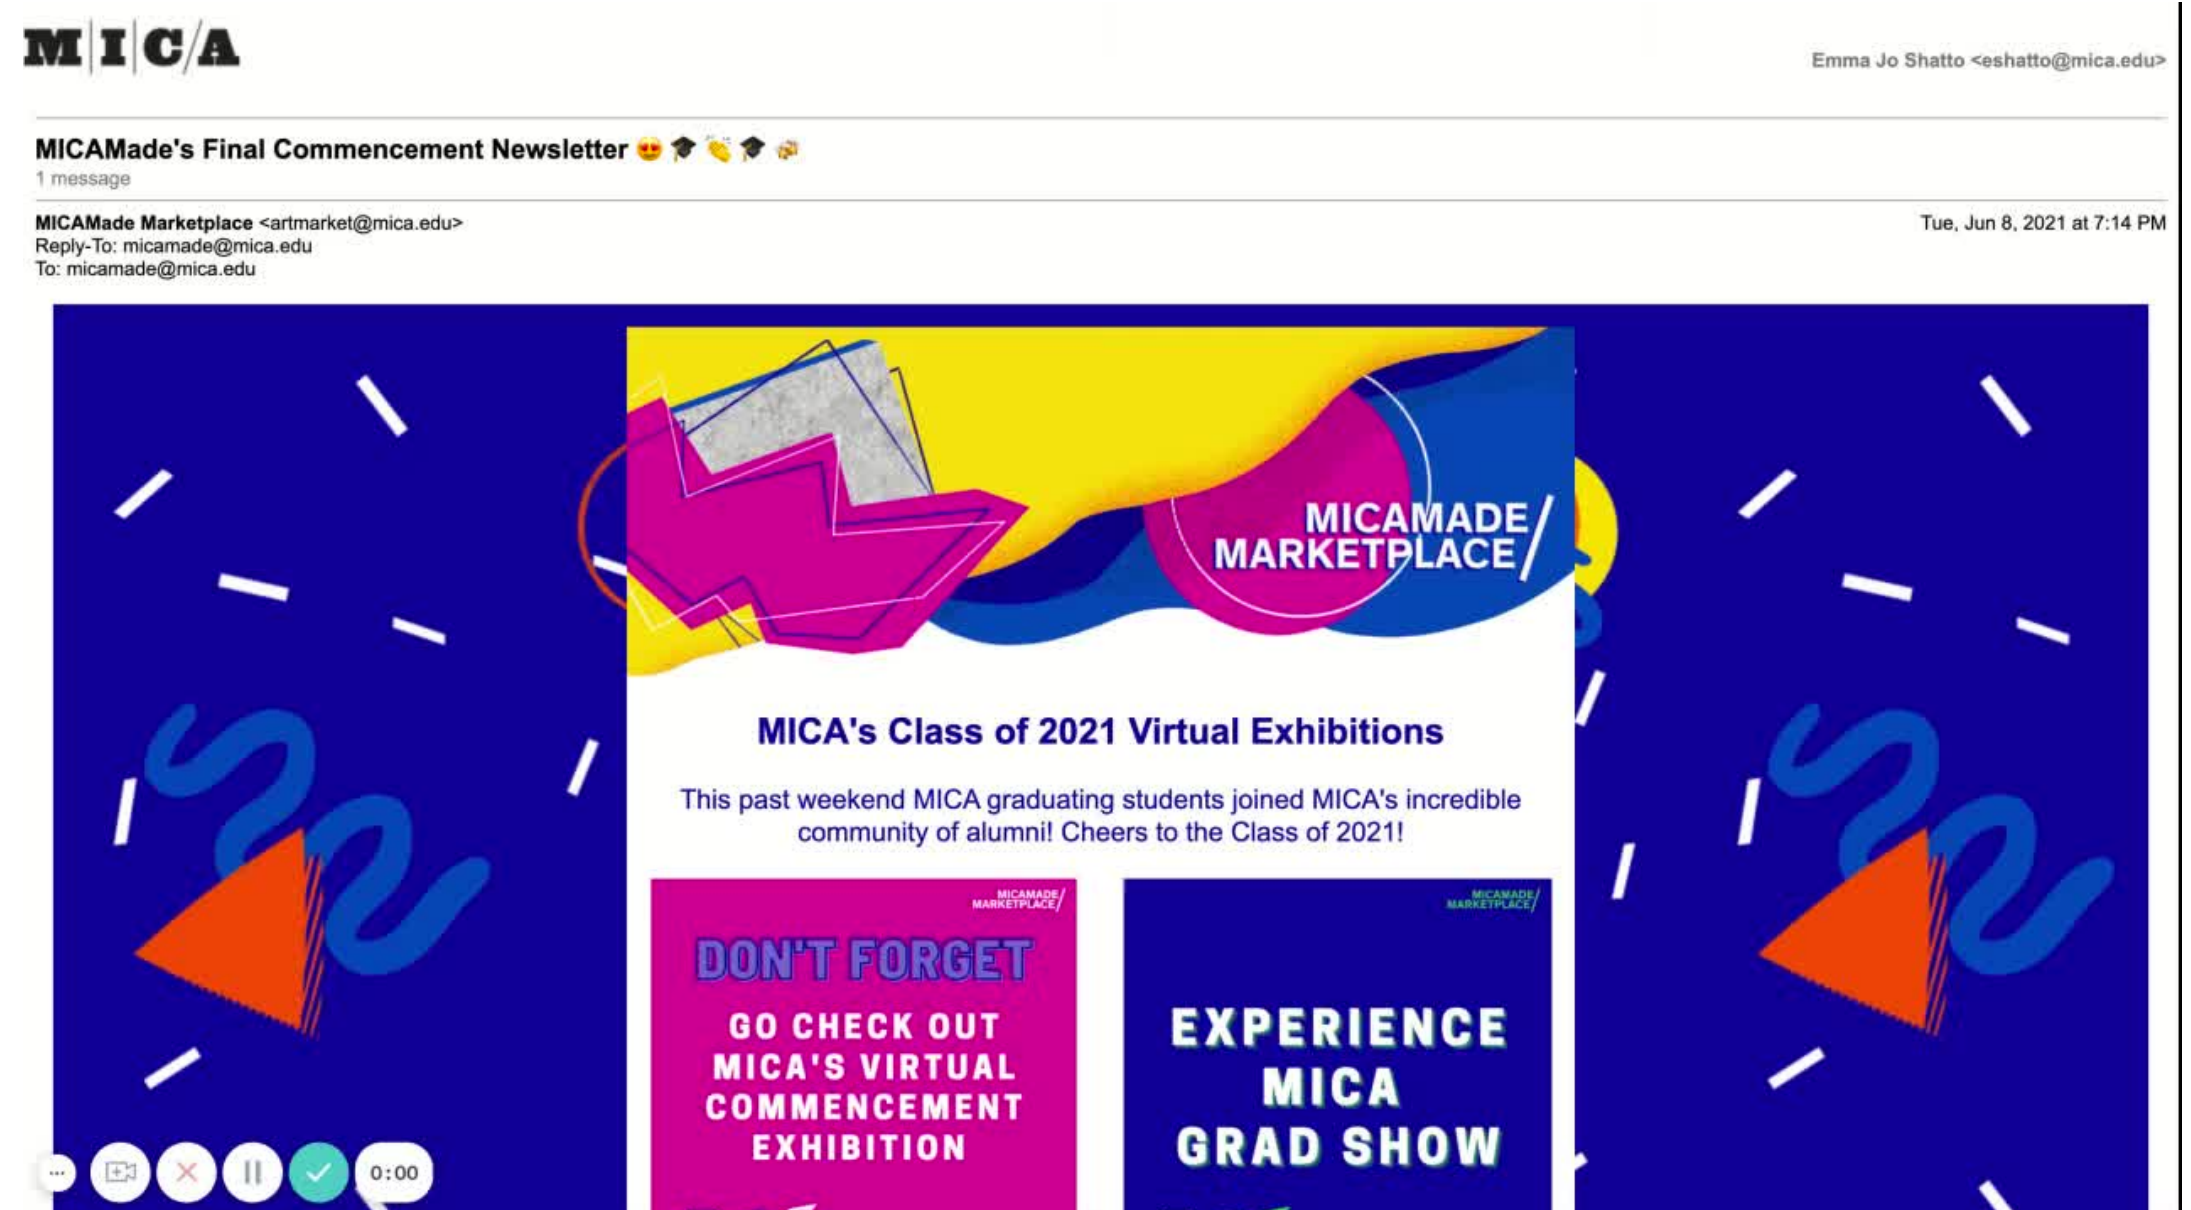 M|I|C/A
Emma Jo Shatto <eshatto@mica.edu>
MICAMade's Final Commencement Newsletter 😍 🎓 👏 🎓
1 message
MICAMade Marketplace <artmarket@mica.edu>
Tue, Jun 8, 2021 at 7:14 PM
Reply-To: micamade@mica.edu
To: micamade@mica.edu
MICAMADE/
MARKETPLACE/
MICA's Class of 2021 Virtual Exhibitions
This past weekend MICA graduating students joined MICA's incredible
community of alumni! Cheers to the Class of 2021!
MICAMADE/
MARKETPLACE/
DON'T FORGET
GO CHECK OUT
MICA'S VIRTUAL
COMMENCEMENT
EXHIBITION
MICAMADE/
MARKETPLACE/
EXPERIENCE
MICA
GRAD SHOW
0:00